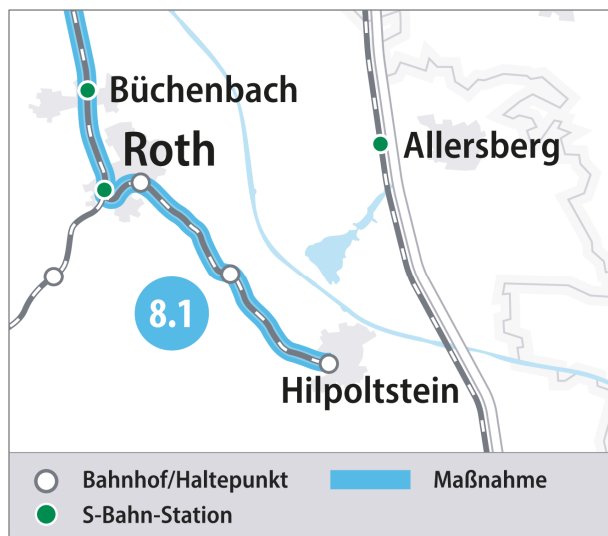 Büchenbach
Roth
Allersberg
8.1
Hilpoltstein
Bahnhof/Haltepunkt
Maßnahme
S-Bahn-Station